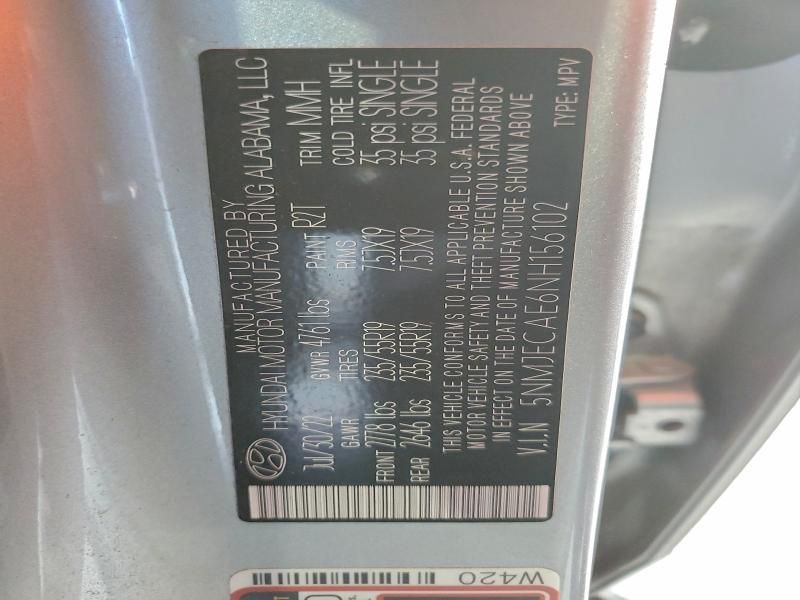 MANUFACTURED BY
HYUNDAI MOTOR MANUFACTURING ALABAMA, LLC
Jul/30/22 GVWR 4761 lbs PAINT R2T TRIM MMH
GAWR TIRES RMS COLD TIRE INFL
FRONT 2778 lbs 235/55R19 7.5JX19 35 psi SINGLE
REAR 2646 lbs 235/55R19 7.5JX19 35 psi SINGLE
THIS VEHICLE CONFORMS TO ALL APPLICABLE U.S.A. FEDERAL
MOTOR VEHICLE SAFETY AND THEFT PREVENTION STANDARDS
IN EFFECT ON THE DATE OF MANUFACTURE SHOWN ABOVE
V.I.N 5NMJECAE6NH156102 TYPE: MPV
W420